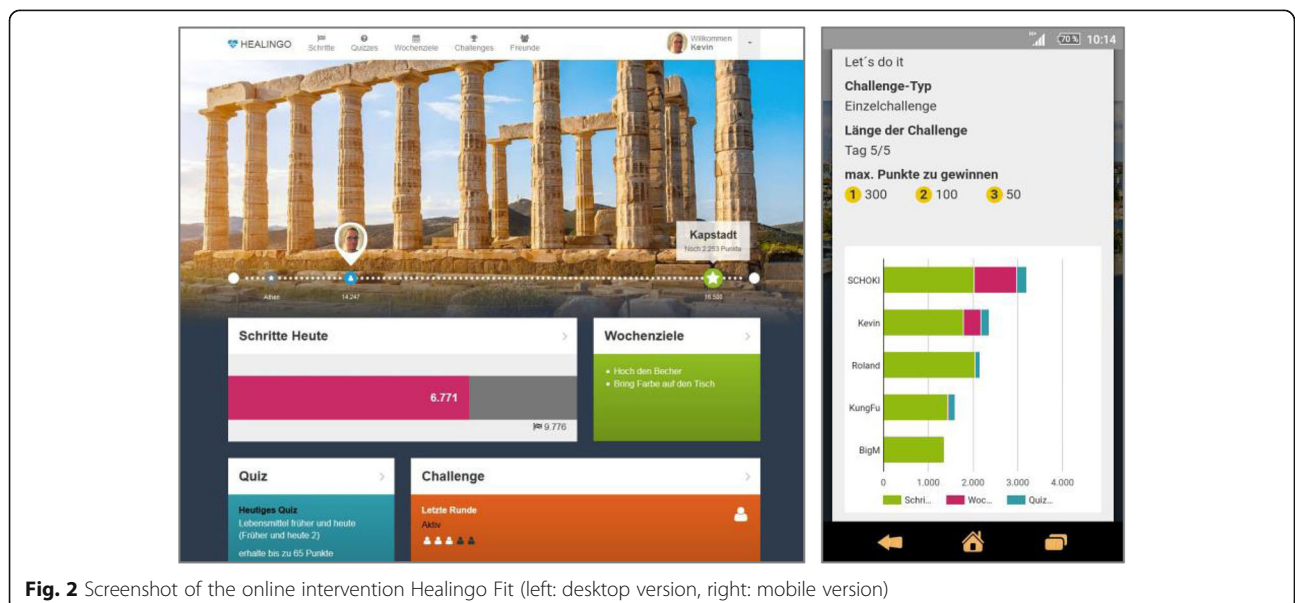 HEALINGO
Schritte
Quizzes
Wochenziele
Challenges
Freunde
Willkommen
Kevin
Kapstadt
Noch 2.253 Punkte
Athen
14.247
16.500
Schritte Heute
6.771
9.776
Wochenziele
• Hoch den Becher
• Bring Farbe auf den Tisch
Quiz
Heutiges Quiz
Lebensmittel früher und heute
(Früher und heute 2)
erhalte bis zu 65 Punkte
Challenge
Letzte Runde
Aktiv
70% 10:14
Let´s do it
Challenge-Typ
Einzelchallenge
Länge der Challenge
Tag 5/5
max. Punkte zu gewinnen
1 300 2 100 3 50
SCHOKI
Kevin
Roland
KungFu
BigM
0 1.000 2.000 3.000 4.000
Schri... Woc... Quiz...
Fig. 2 Screenshot of the online intervention Healingo Fit (left: desktop version, right: mobile version)